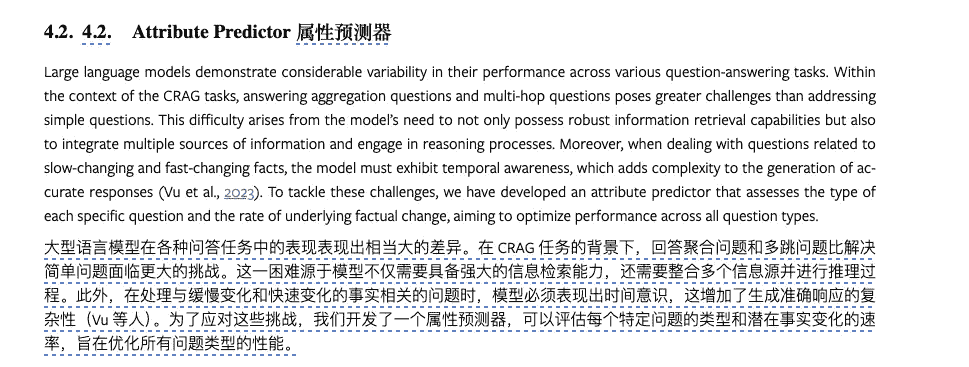 4.2. 4.2. Attribute Predictor 属性预测器
Large language models demonstrate considerable variability in their performance across various question-answering tasks. Within
the context of the CRAG tasks, answering aggregation questions and multi-hop questions poses greater challenges than addressing
simple questions. This difficulty arises from the model’s need to not only possess robust information retrieval capabilities but also
to integrate multiple sources of information and engage in reasoning processes. Moreover, when dealing with questions related to
slow-changing and fast-changing facts, the model must exhibit temporal awareness, which adds complexity to the generation of ac-
curate responses (Vu et al., 2023). To tackle these challenges, we have developed an attribute predictor that assesses the type of
each specific question and the rate of underlying factual change, aiming to optimize performance across all question types.
大型语言模型在各种问答任务中的表现表现出相当大的差异。在 CRAG 任务的背景下，回答聚合问题和多跳问题比解决
简单问题面临更大的挑战。这一困难源于模型不仅需要具备强大的信息检索能力，还需要整合多个信息源并进行推理过
程。此外，在处理与缓慢变化和快速变化的事实相关的问题时，模型必须表现出时间意识，这增加了生成准确响应的复
杂性（Vu 等人）。为了应对这些挑战，我们开发了一个属性预测器，可以评估每个特定问题的类型和潜在事实变化的速
率，旨在优化所有问题类型的性能。